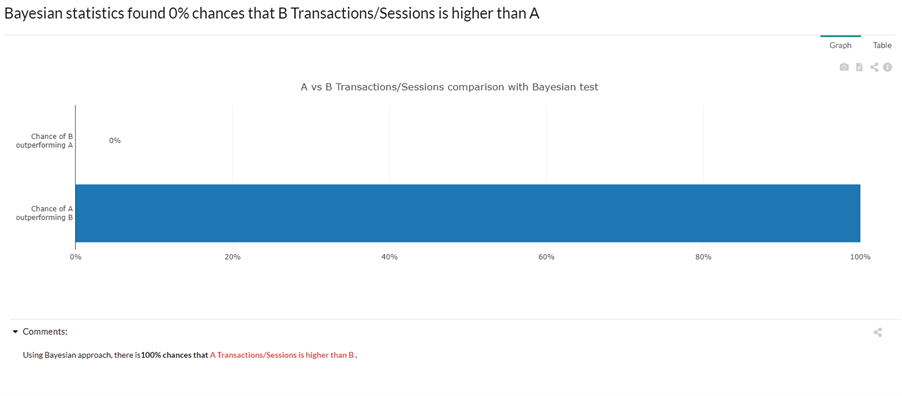 Bayesian statistics found 0% chances that B Transactions/Sessions is higher than A
Graph Table
A vs B Transactions/Sessions comparison with Bayesian test
Chance of B
outperforming A
0%
Chance of A
outperforming B
0% 20% 40% 60% 80% 100%
Comments:
Using Bayesian approach, there is100% chances that A Transactions/Sessions is higher than B.